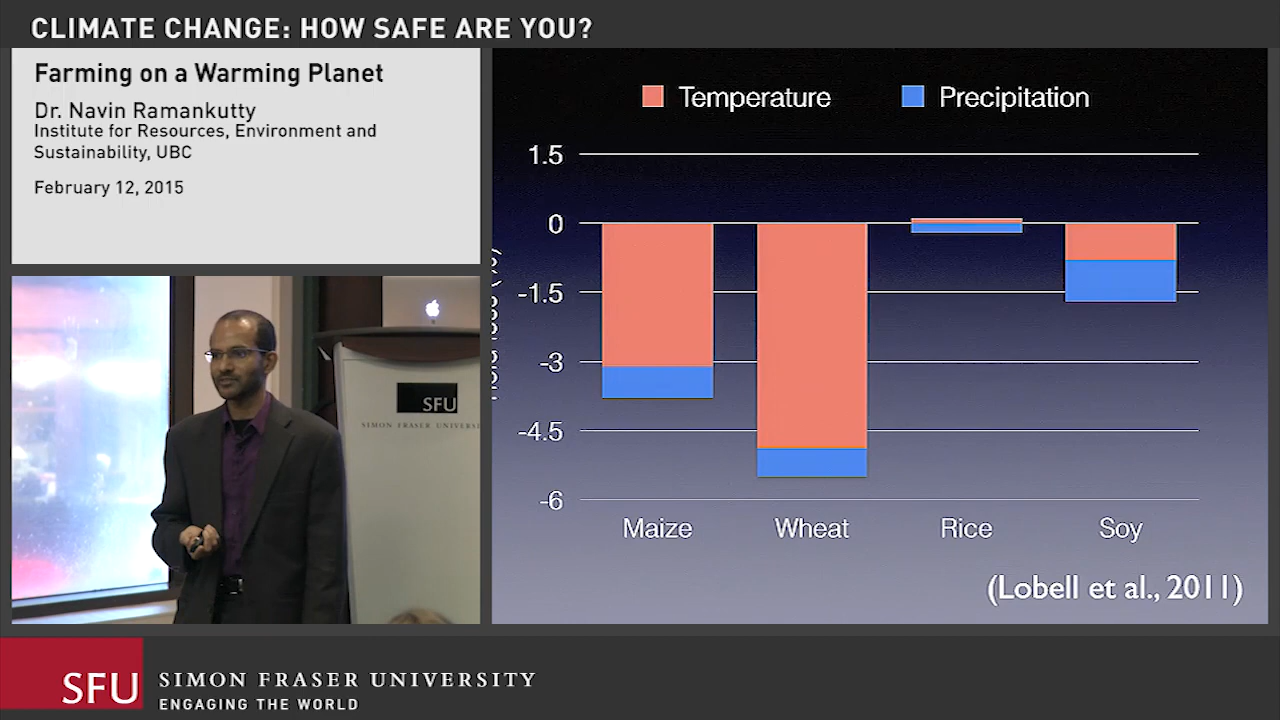 CLIMATE CHANGE: HOW SAFE ARE YOU?
Farming on a Warming Planet
Dr. Navin Ramankutty
Institute for Resources, Environment and
Sustainability, UBC
February 12, 2015
SFU
SIMON FRASER
Temperature
Precipitation
1.5
0
-1.5
-3
-4.5
-6
Maize
Wheat
Rice
Soy
(Lobell et al., 2011)
SFU
SIMON FRASER UNIVERSITY
ENGAGING THE WORLD